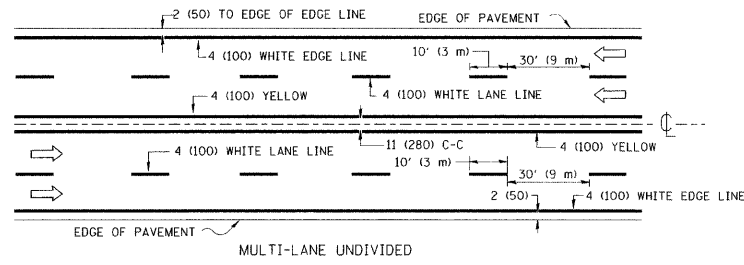 2 (50) TO EDGE OF EDGE LINE
EDGE OF PAVEMENT
4 (100) WHITE EDGE LINE
10' (3 m)
30' (9 m)
4 (100) YELLOW
4 (100) WHITE LANE LINE
℄
4 (100) WHITE LANE LINE
11 (280) C-C
4 (100) YELLOW
10' (3 m)
30' (9 m)
2 (50)
4 (100) WHITE EDGE LINE
EDGE OF PAVEMENT
MULTI-LANE UNDIVIDED